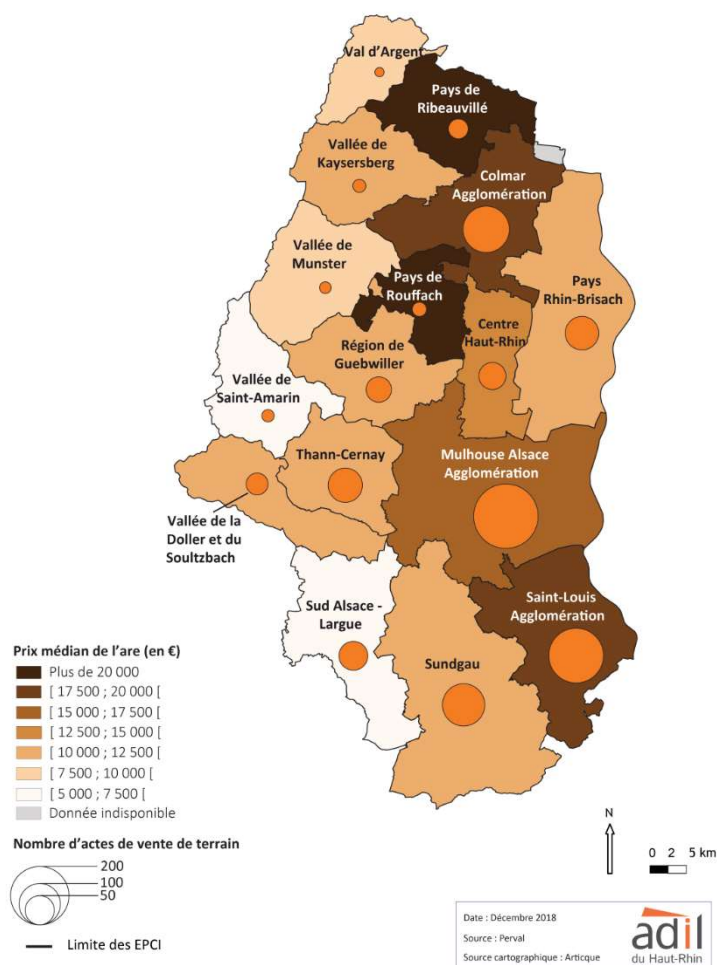 Val d'Argent
Pays de
Ribeauvillé
Vallée de
Kaysersberg
Colmar
Agglomération
Vallée de
Munster
Pays de
Rouffach
Pays
Rhin-Brisach
Centre
Haut-Rhin
Région de
Guebwiller
Vallée de
Saint-Amarin
Thann-Cernay
Mulhouse Alsace
Agglomération
Vallée de la
Doller et du
Soultzbach
Sud Alsace -
Largue
Saint-Louis
Agglomération
Sundgau
Prix médian de l'are (en €)
Plus de 20 000
[ 17 500 ; 20 000 [
[ 15 000 ; 17 500 [
[ 12 500 ; 15 000 [
[ 10 000 ; 12 500 [
[ 7 500 ; 10 000 [
[ 5 000 ; 7 500 [
Donnée indisponible
Nombre d'actes de vente de terrain
200
100
50
Limite des EPCI
N
0 2 5 km
Date : Décembre 2018
Source : Perval
Source cartographique : Articque
adil
du Haut-Rhin